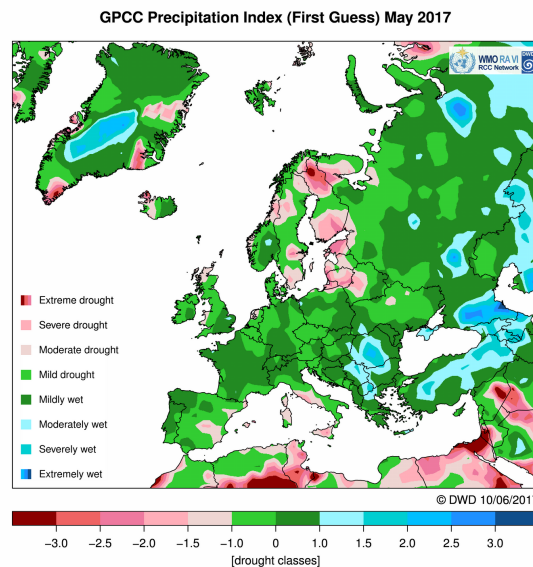 GPCC Precipitation Index (First Guess) May 2017
WMO RA VI
RCC Network
Extreme drought
Severe drought
Moderate drought
Mild drought
Mildly wet
Moderately wet
Severely wet
Extremely wet
© DWD 10/06/2017
−3.0 −2.5 −2.0 −1.5 −1.0 0 1.0 1.5 2.0 2.5 3.0
[drought classes]